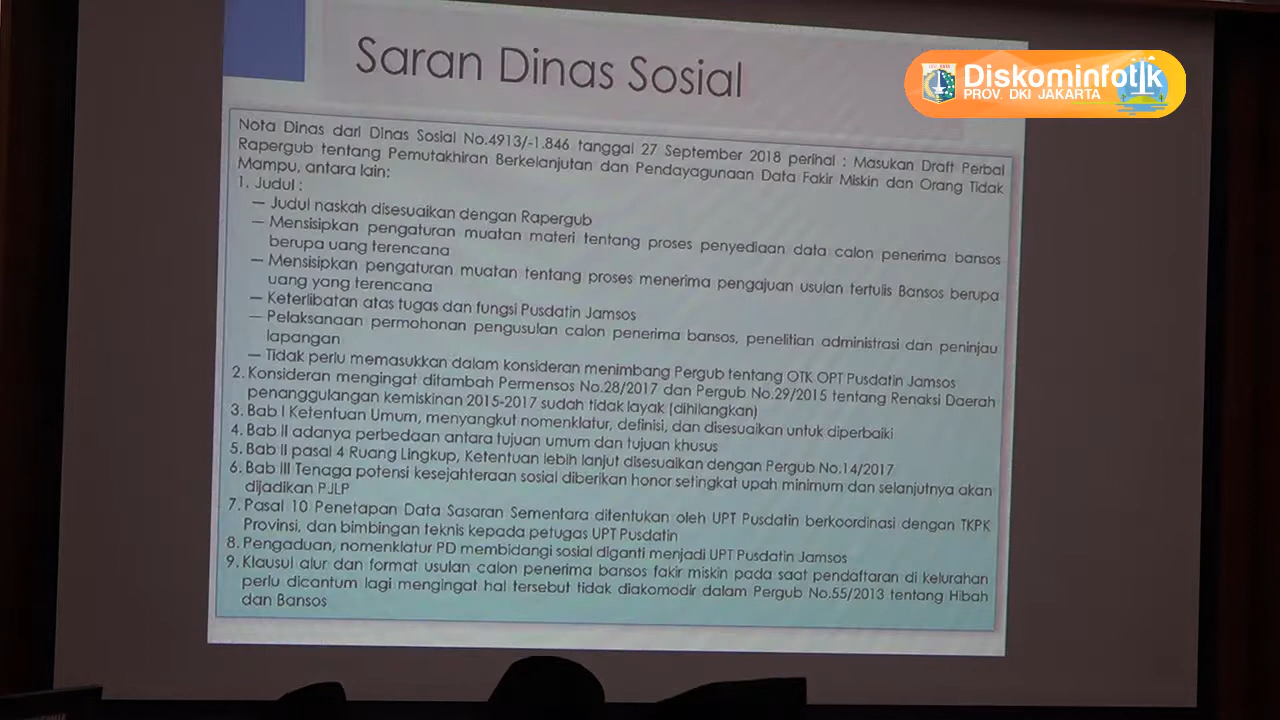 Saran Dinas Sosial
Diskominfotik
PROV. DKI JAKARTA
Nota Dinas dari Dinas Sosial No.4913/-1.846 tanggal 27 September 2018 perihal : Masukan Draft Perbal
Rapergub tentang Pemutakhiran Berkelanjutan dan Pendayagunaan Data Fakir Miskin dan Orang Tidak
Mampu, antara lain:
1. Judul :
— Judul naskah disesuaikan dengan Rapergub
— Mensisipkan pengaturan muatan materi tentang proses penyediaan data calon penerima bansos
berupa uang terencana
— Mensisipkan pengaturan muatan tentang proses menerima pengajuan usulan tertulis Bansos berupa
uang yang terencana
— Keterlibatan atas tugas dan fungsi Pusdatin Jamsos
— Pelaksanaan permohonan pengusulan calon penerima bansos, penelitian administrasi dan peninjau
lapangan
— Tidak perlu memasukkan dalam konsideran menimbang Pergub tentang OTK OPT Pusdatin Jamsos
2. Konsideran mengingat ditambah Permensos No.28/2017 dan Pergub No.29/2015 tentang Renaksi Daerah
penanggulangan kemiskinan 2015-2017 sudah tidak layak (dihilangkan)
3. Bab I Ketentuan Umum, menyangkut nomenklatur, definisi, dan disesuaikan untuk diperbaiki
4. Bab II adanya perbedaan antara tujuan umum dan tujuan khusus
5. Bab II pasal 4 Ruang Lingkup, Ketentuan lebih lanjut disesuaikan dengan Pergub No.14/2017
6. Bab III Tenaga potensi kesejahteraan sosial diberikan honor setingkat upah minimum dan selanjutnya akan
dijadikan PJLP
7. Pasal 10 Penetapan Data Sasaran Sementara ditentukan oleh UPT Pusdatin berkoordinasi dengan TKPK
Provinsi, dan bimbingan teknis kepada petugas UPT Pusdatin
8. Pengaduan, nomenklatur PD membidangi sosial diganti menjadi UPT Pusdatin Jamsos
9. Klausul alur dan format usulan calon penerima bansos fakir miskin pada saat pendaftaran di kelurahan
perlu dicantum lagi mengingat hal tersebut tidak diakomodir dalam Pergub No.55/2013 tentang Hibah
dan Bansos